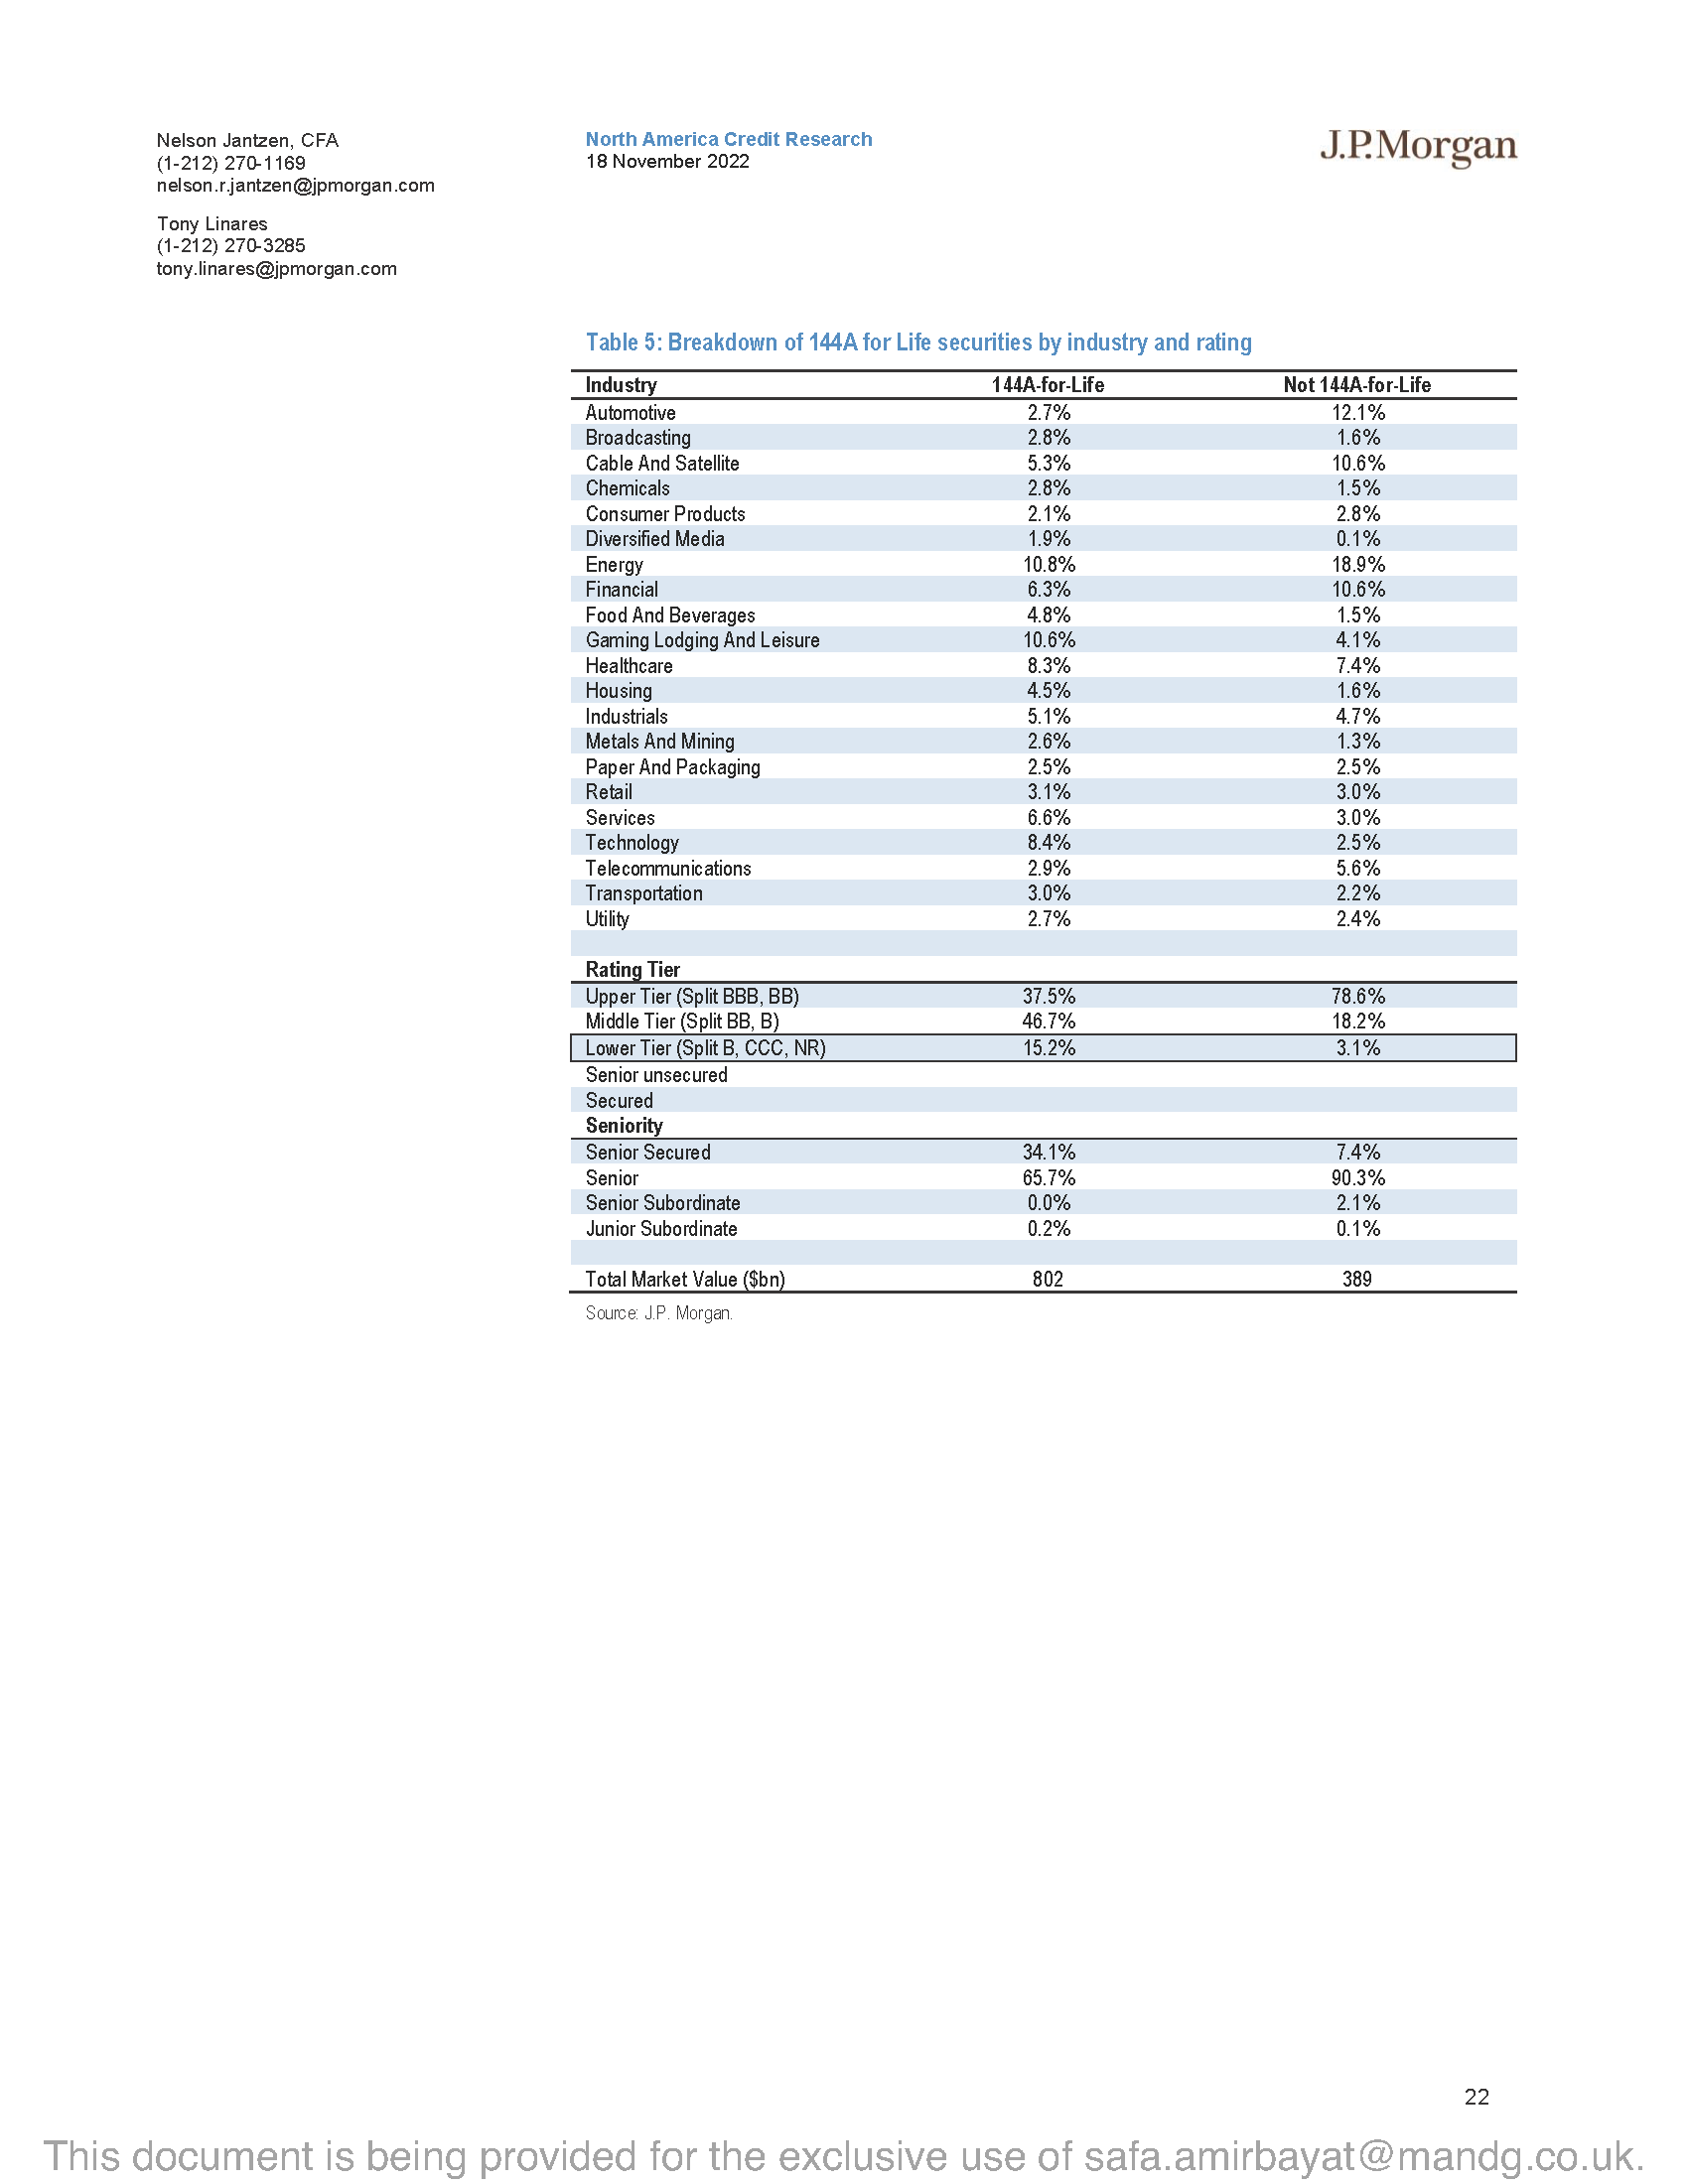 Nelson Jantzen, CFA
(1-212) 270-1169
nelson.r.jantzen@jpmorgan.com
Tony Linares
(1-212) 270-3285
tony.linares@jpmorgan.com
North America Credit Research
18 November 2022
J.P.Morgan
Table 5: Breakdown of 144A for Life securities by industry and rating
Industry 144A-for-Life Not 144A-for-Life
Automotive 2.7% 12.1%
Broadcasting 2.8% 1.6%
Cable And Satellite 5.3% 10.6%
Chemicals 2.8% 1.5%
Consumer Products 2.1% 2.8%
Diversified Media 1.9% 0.1%
Energy 10.8% 18.9%
Financial 6.3% 10.6%
Food And Beverages 4.8% 1.5%
Gaming Lodging And Leisure 10.6% 4.1%
Healthcare 8.3% 7.4%
Housing 4.5% 1.6%
Industrials 5.1% 4.7%
Metals And Mining 2.6% 1.3%
Paper And Packaging 2.5% 2.5%
Retail 3.1% 3.0%
Services 6.6% 3.0%
Technology 8.4% 2.5%
Telecommunications 2.9% 5.6%
Transportation 3.0% 2.2%
Utility 2.7% 2.4%
Rating Tier
Upper Tier (Split BBB, BB) 37.5% 78.6%
Middle Tier (Split BB, B) 46.7% 18.2%
Lower Tier (Split B, CCC, NR) 15.2% 3.1%
Senior unsecured
Secured
Seniority
Senior Secured 34.1% 7.4%
Senior 65.7% 90.3%
Senior Subordinate 0.0% 2.1%
Junior Subordinate 0.2% 0.1%
Total Market Value ($bn) 802 389
Source: J.P. Morgan.
22
This document is being provided for the exclusive use of safa.amirbayat@mandg.co.uk.